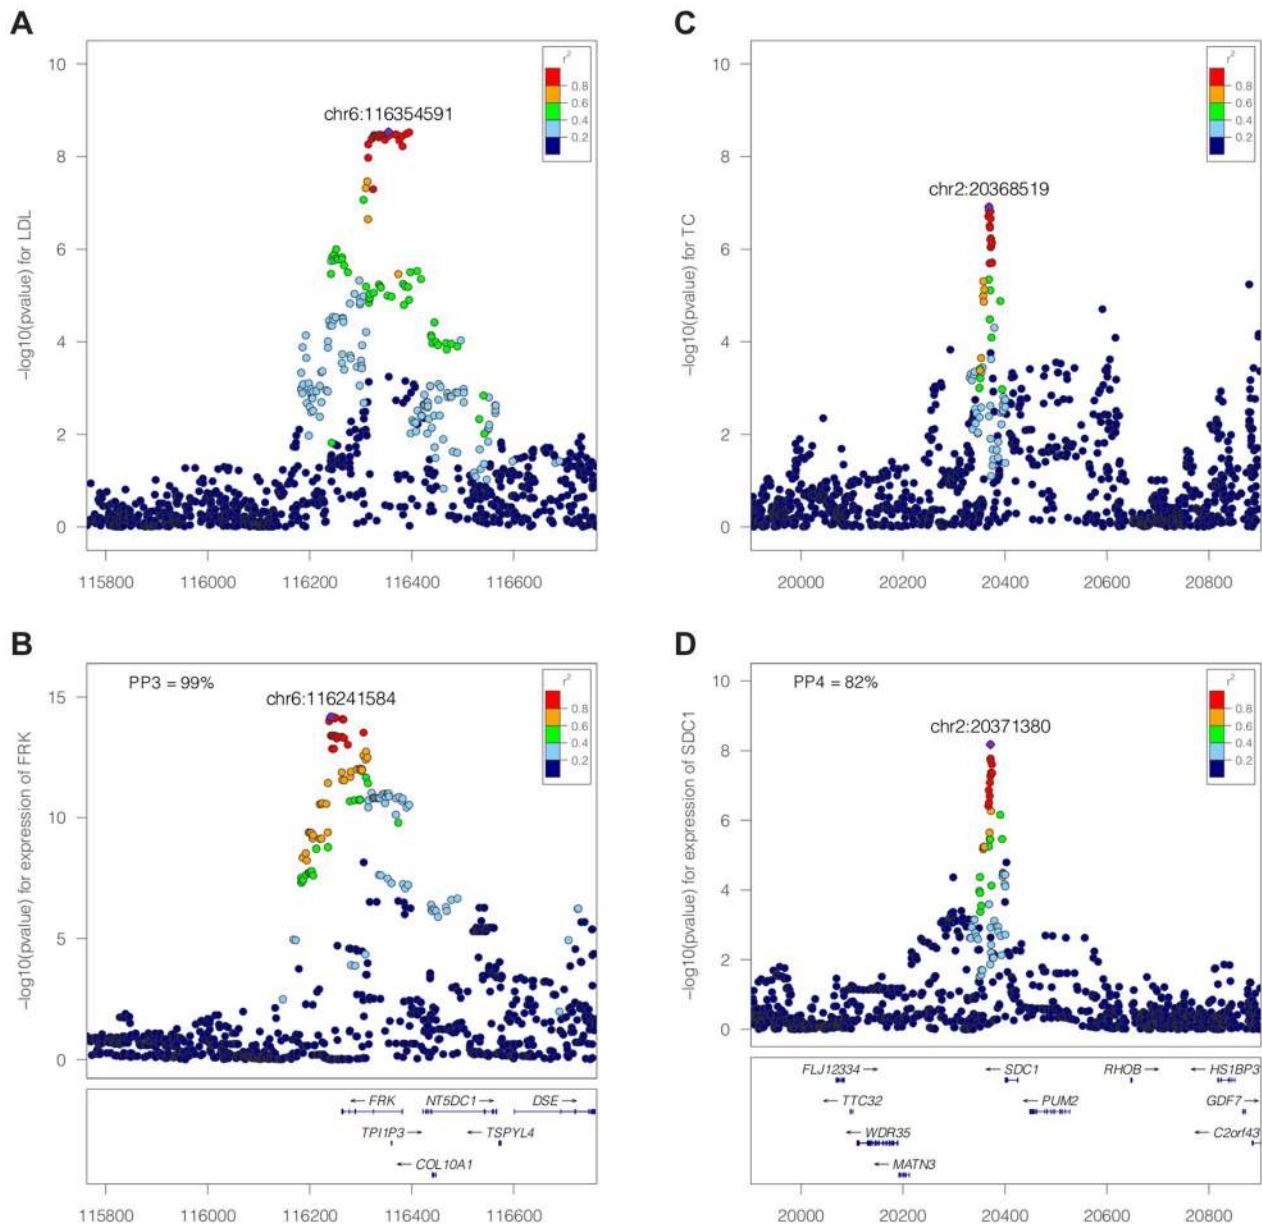 A
chr6:116354591
r²
0.8
0.6
0.4
0.2
−log10(pvalue) for LDL
10
8
6
4
2
0
115800 116000 116200 116400 116600
C
chr2:20368519
r²
0.8
0.6
0.4
0.2
−log10(pvalue) for TC
10
8
6
4
2
0
20000 20200 20400 20600 20800
B
PP3 = 99%
chr6:116241584
r²
0.8
0.6
0.4
0.2
−log10(pvalue) for expression of FRK
15
10
5
0
← FRK NT5DC1 → DSE →
TPI1P3 → ← TSPYL4
← COL10A1
115800 116000 116200 116400 116600
D
PP4 = 82%
chr2:20371380
r²
0.8
0.6
0.4
0.2
−log10(pvalue) for expression of SDC1
10
8
6
4
2
0
FLJ12334 → ← SDC1 RHOB → ← HS1BP3
← TTC32 ← PUM2 GDF7 →
← WDR35 ← C2orf43
← MATN3
20000 20200 20400 20600 20800